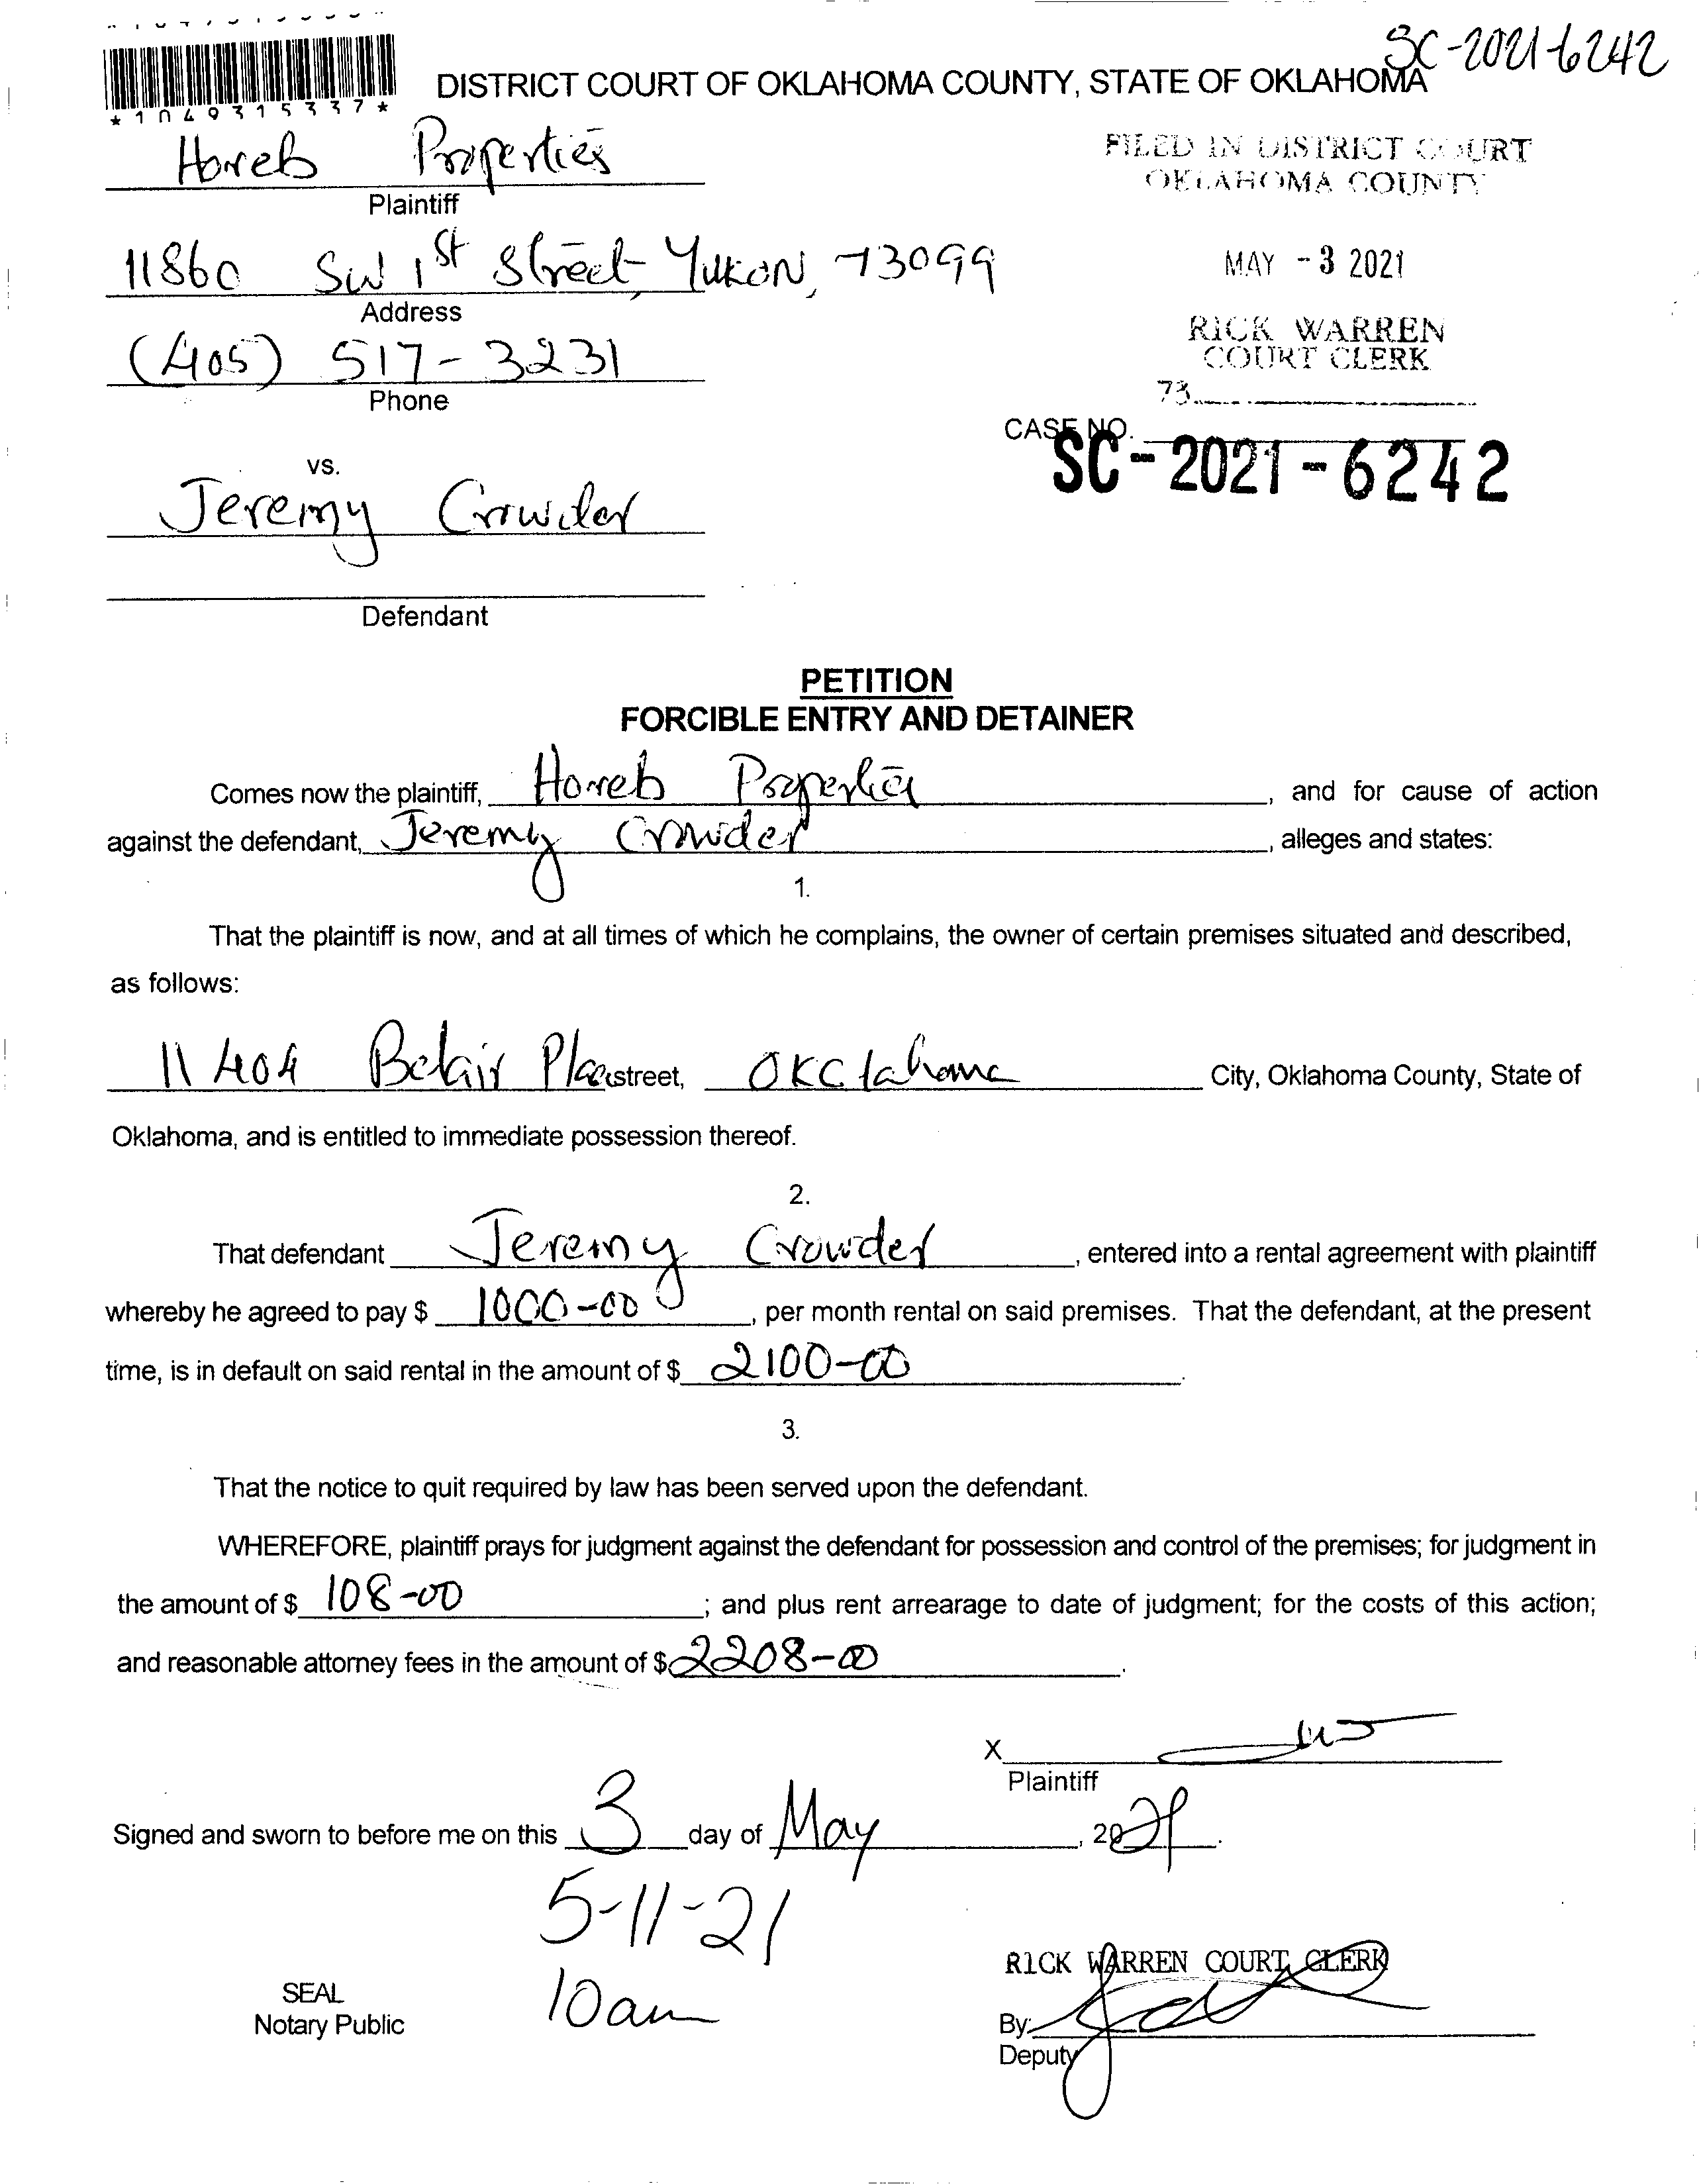 SC-2021-6242
*1049315337*
DISTRICT COURT OF OKLAHOMA COUNTY, STATE OF OKLAHOMA
Horeb Properties
Plaintiff
FILED IN DISTRICT COURT
OKLAHOMA COUNTY
11860 SW 1st Street, Yukon, 73099
Address
MAY - 3 2021
(405) 517-3231
Phone
RICK WARREN
COURT CLERK
73
CASE NO.
SC-2021-6242
vs.
Jeremy Crowder
Defendant
PETITION
FORCIBLE ENTRY AND DETAINER
Comes now the plaintiff, Horeb Properties, and for cause of action
against the defendant, Jeremy Crowder, alleges and states:
1.
That the plaintiff is now, and at all times of which he complains, the owner of certain premises situated and described,
as follows:
11404 Belair Place street, OKClahoma City, Oklahoma County, State of
Oklahoma, and is entitled to immediate possession thereof.
2.
That defendant Jeremy Crowder, entered into a rental agreement with plaintiff
whereby he agreed to pay $ 1000-00, per month rental on said premises. That the defendant, at the present
time, is in default on said rental in the amount of $ 2100-00.
3.
That the notice to quit required by law has been served upon the defendant.
WHEREFORE, plaintiff prays for judgment against the defendant for possession and control of the premises; for judgment in
the amount of $ 108-00; and plus rent arrearage to date of judgment; for the costs of this action;
and reasonable attorney fees in the amount of $ 2208-00.
X
Plaintiff
Signed and sworn to before me on this 3 day of May, 2021.
5-11-21
10am
SEAL
Notary Public
RICK WARREN COURT CLERK
By:
Deputy